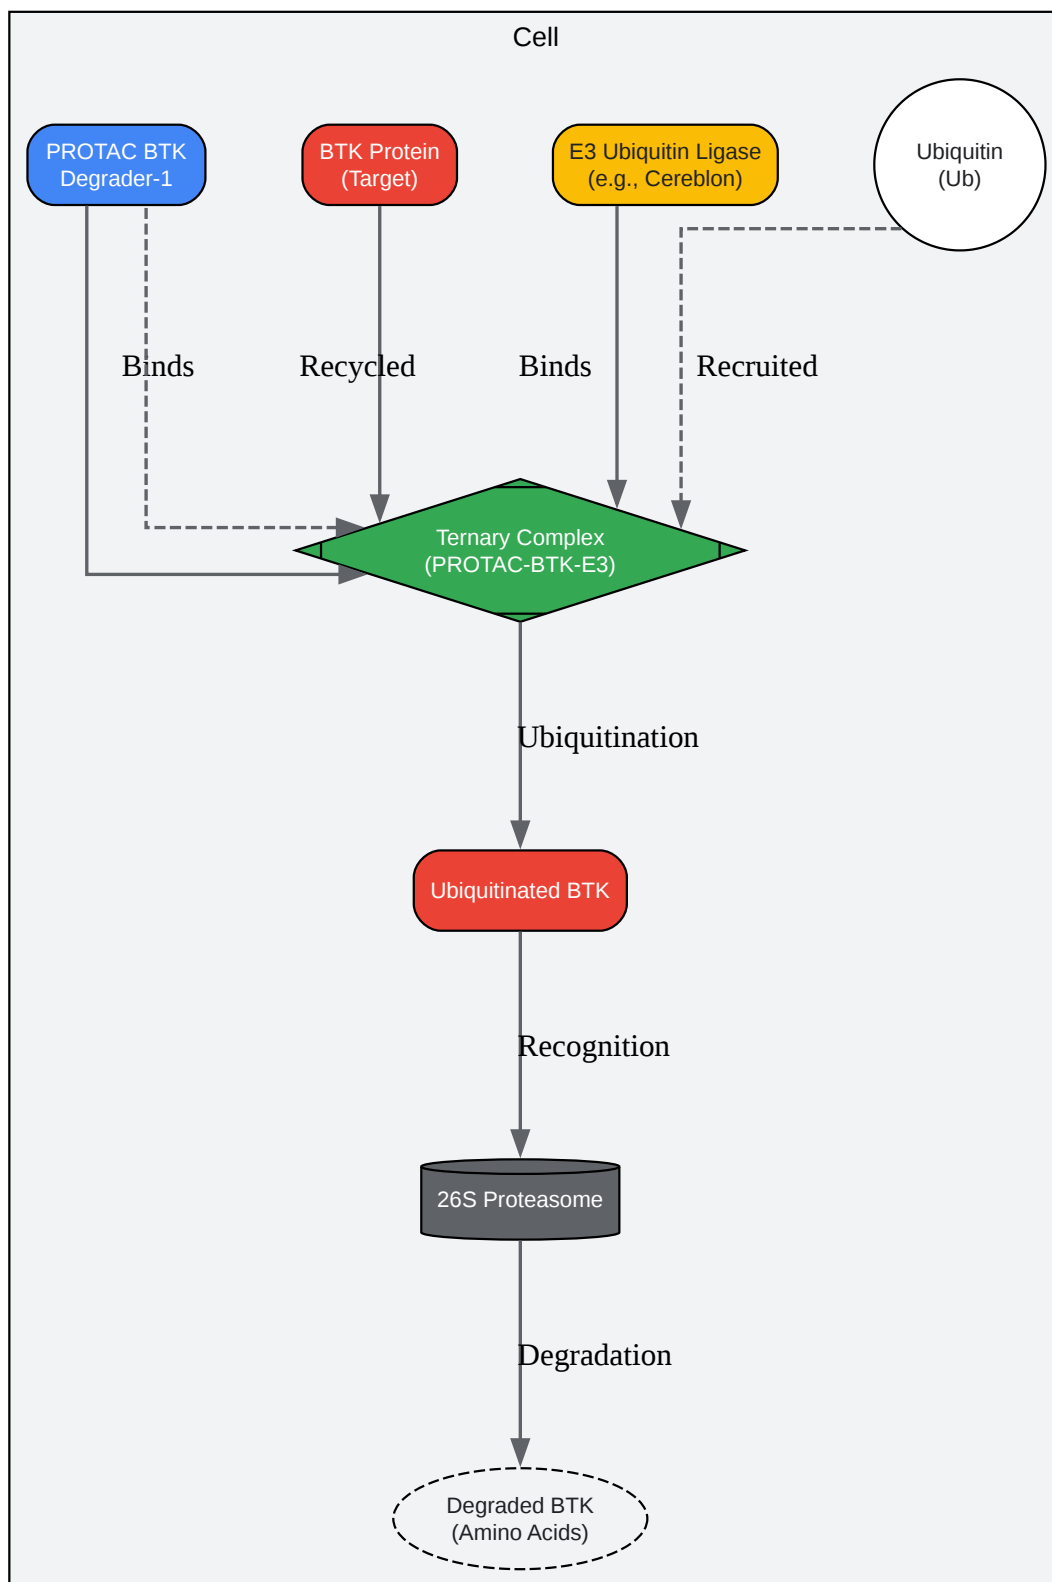 Cell
PROTAC BTK
Degrader-1
BTK Protein
(Target)
E3 Ubiquitin Ligase
(e.g., Cereblon)
Ubiquitin
(Ub)
Binds
Recycled
Binds
Recruited
Ternary Complex
(PROTAC-BTK-E3)
Ubiquitination
Ubiquitinated BTK
Recognition
26S Proteasome
Degradation
Degraded BTK
(Amino Acids)